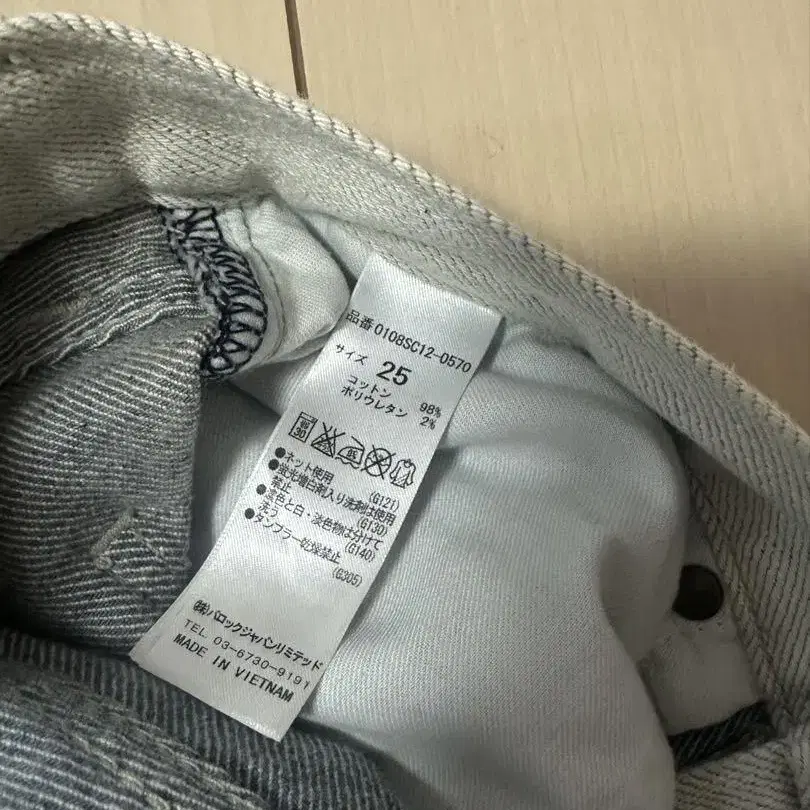 品番 0108SC12-0570
サイズ
25
コットン 98%
ポリウレタン 2%
●ネット使用 (G121)
●蛍光増白剤入り洗剤は使用
禁止 (G130)
●濃色と白・淡色物は分けて
洗う (G140)
●タンブラー乾燥禁止 (G305)
㈱バロックジャパンリミテッド
TEL 03-6730-9191
MADE IN VIETNAM